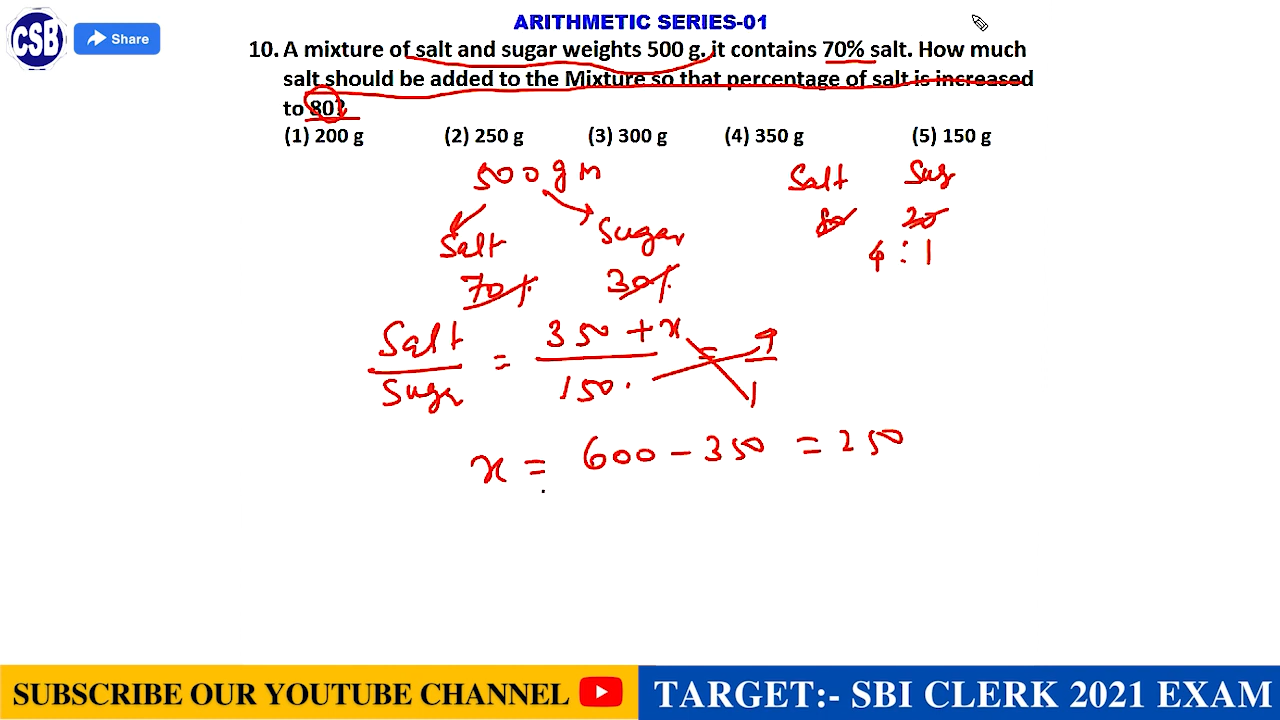 CSB
Share
ARITHMETIC SERIES-01
10. A mixture of salt and sugar weights 500 g. it contains 70% salt. How much
salt should be added to the Mixture so that percentage of salt is increased
to 80?
(1) 200 g (2) 250 g (3) 300 g (4) 350 g (5) 150 g
500 gm
Salt Sug
80 20
4 : 1
Salt Sugar
70% 30%
Salt/Sugar = 350 + x/150 = 4/1
x = 600 - 350 = 250
SUBSCRIBE OUR YOUTUBE CHANNEL
TARGET:- SBI CLERK 2021 EXAM